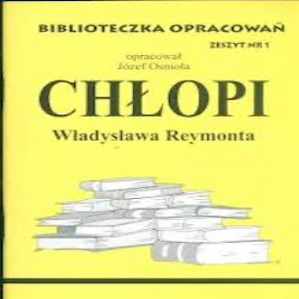 BIBLIOTECZKA OPRACOWAŃ
ZESZYT NR 1
opracował
Józef Osmoła
CHŁOPI
Władysława Reymonta